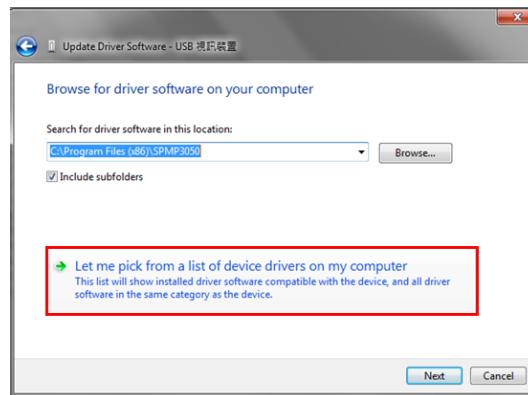 Update Driver Software - USB 視訊裝置
Browse for driver software on your computer
Search for driver software in this location:
C:\Program Files (x86)\SPMP3050
Browse...
Include subfolders
Let me pick from a list of device drivers on my computer
This list will show installed driver software compatible with the device, and all driver
software in the same category as the device.
Next
Cancel